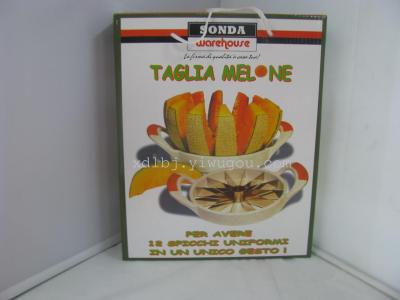 SONDA
warehouse
La firma di qualità in casa tua!
TAGLIA MELONE
xdlbj.yiwugou.com
PER AVERE
12 SPICCHI UNIFORMI
IN UN UNICO GESTO!